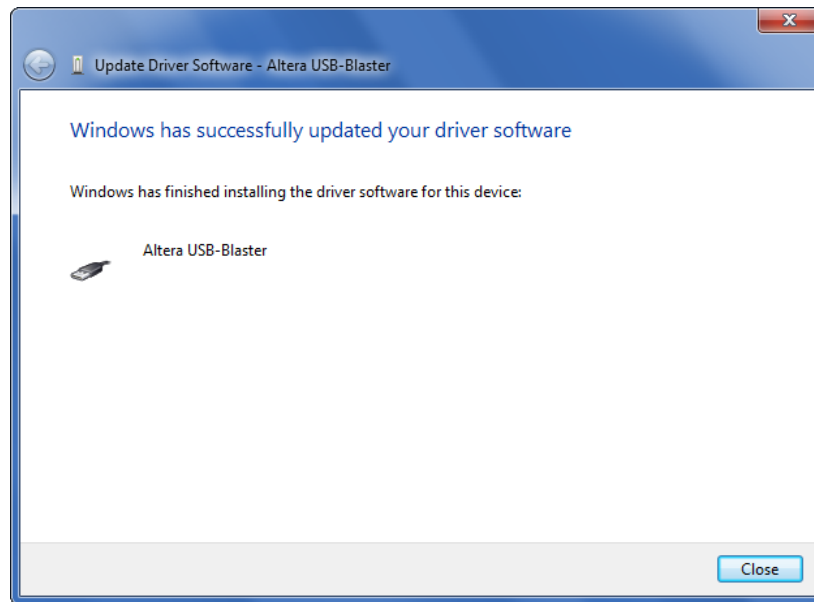 Update Driver Software - Altera USB-Blaster
Windows has successfully updated your driver software
Windows has finished installing the driver software for this device:
Altera USB-Blaster
Close